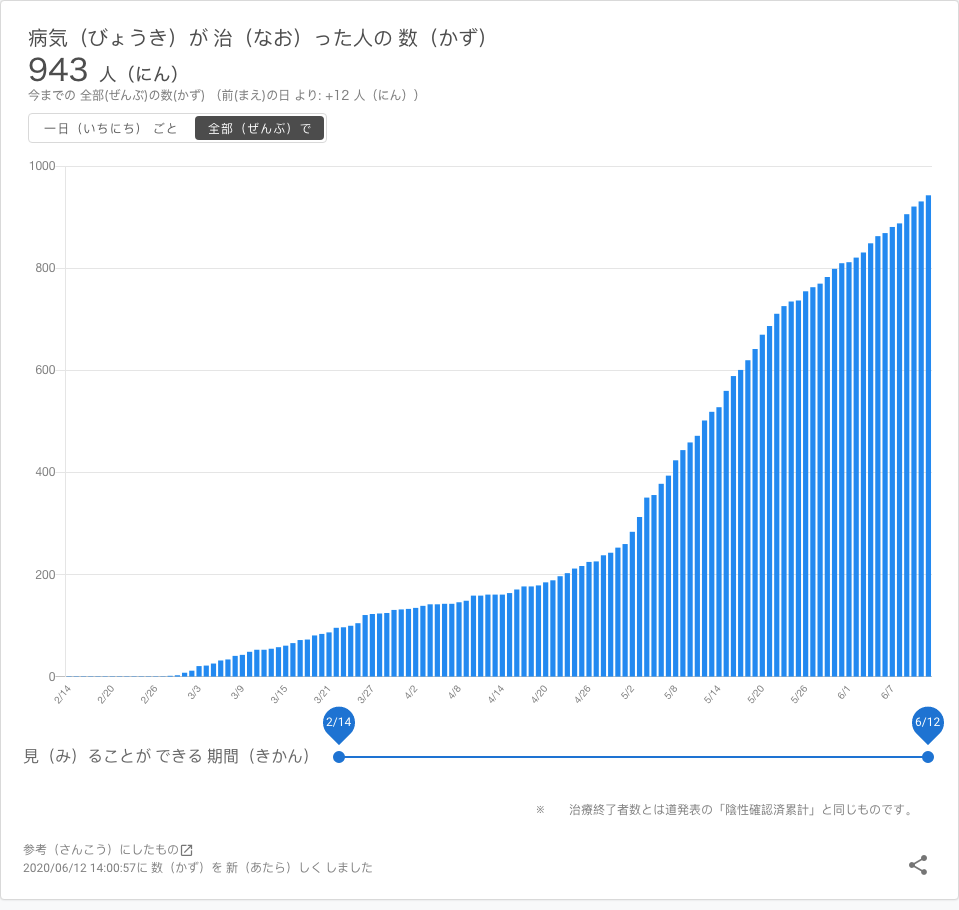 病気（びょうき）が 治（なお）った人の 数（かず）
943 人（にん）
今までの 全部(ぜんぶ)の数(かず) （前(まえ)の日 より: +12 人（にん））
一日（いちにち） ごと 全部（ぜんぶ）で
1000
800
600
400
200
0
2/14 2/20 2/26 3/3 3/9 3/15 3/21 3/27 4/2 4/8 4/14 4/20 4/26 5/2 5/8 5/14 5/20 5/26 6/1 6/7
2/14 6/12
見（み）ることが できる 期間（きかん）
※ 治療終了者数とは道発表の「陰性確認済累計」と同じものです。
参考（さんこう）にしたもの
2020/06/12 14:00:57に 数（かず）を 新（あたら）しく しました